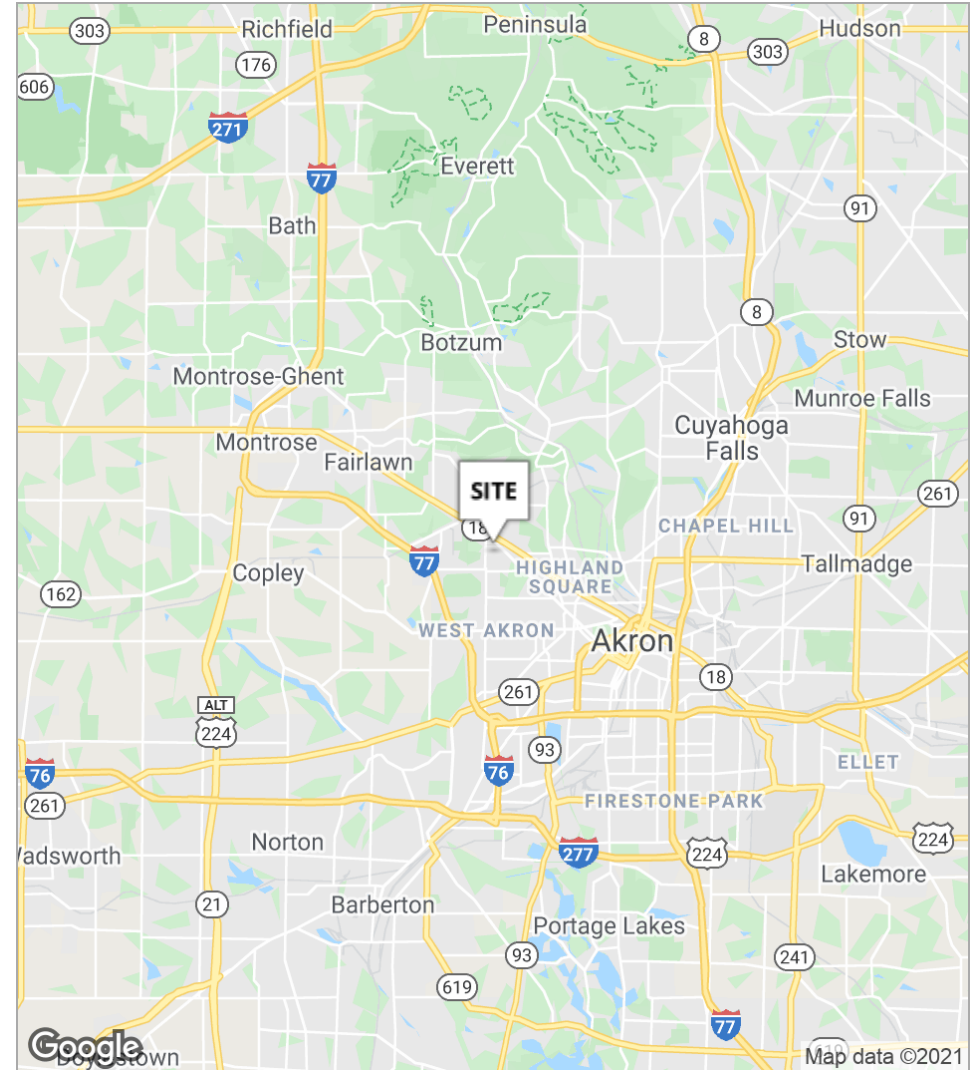 303
Richfield
Peninsula
8
303
Hudson
176
606
271
Everett
77
Bath
91
8
Botzum
Stow
Montrose-Ghent
Munroe Falls
Cuyahoga
Falls
Montrose
Fairlawn
SITE
261
18
CHAPEL HILL
91
77
HIGHLAND
SQUARE
Tallmadge
Copley
162
WEST AKRON
Akron
18
261
ALT
224
93
76
76
ELLET
261
FIRESTONE PARK
224
Norton
277
224
Wadsworth
Lakemore
21
Barberton
Portage Lakes
93
241
619
77
Google
619
Map data ©2021